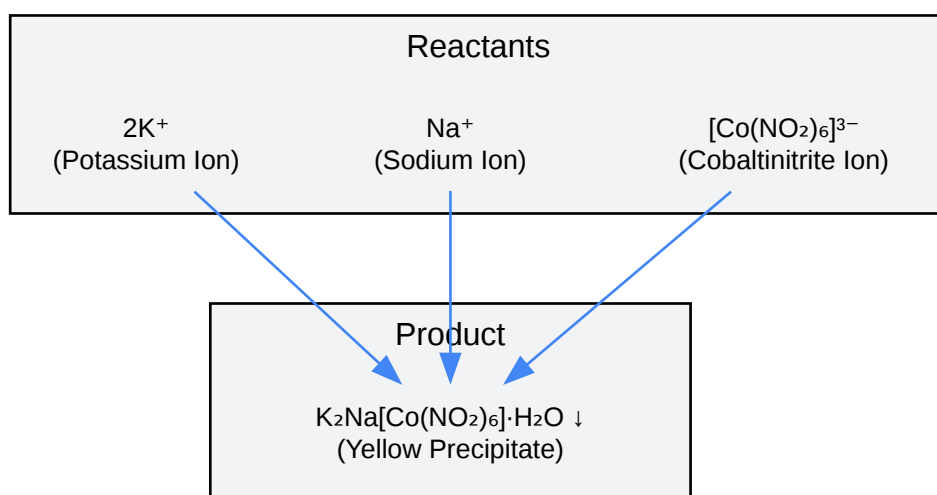 Reactants
2K⁺
(Potassium Ion)
Na⁺
(Sodium Ion)
[Co(NO₂)₆]³⁻
(Cobaltinitrite Ion)
Product
K₂Na[Co(NO₂)₆]·H₂O ↓
(Yellow Precipitate)